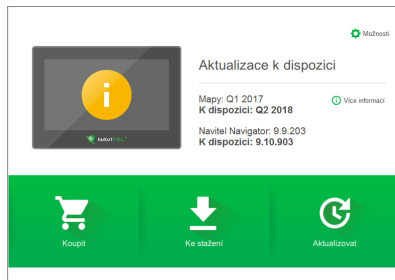 Možnosti
Aktualizace k dispozici
Mapy: Q1 2017
K dispozici: Q2 2018
Více informací
Navitel Navigator: 9.9.203
K dispozici: 9.10.903
NAVITEL
Koupit
Ke stažení
Aktualizovat